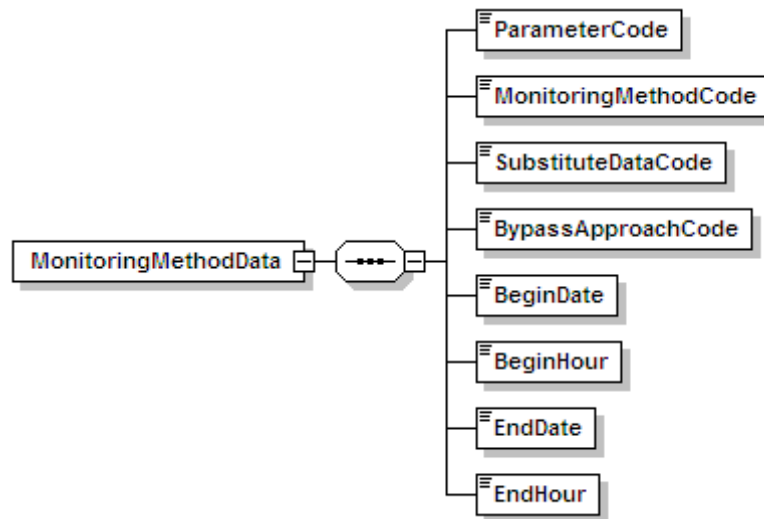 ParameterCode
MonitoringMethodCode
SubstituteDataCode
BypassApproachCode
MonitoringMethodData
BeginDate
BeginHour
EndDate
EndHour